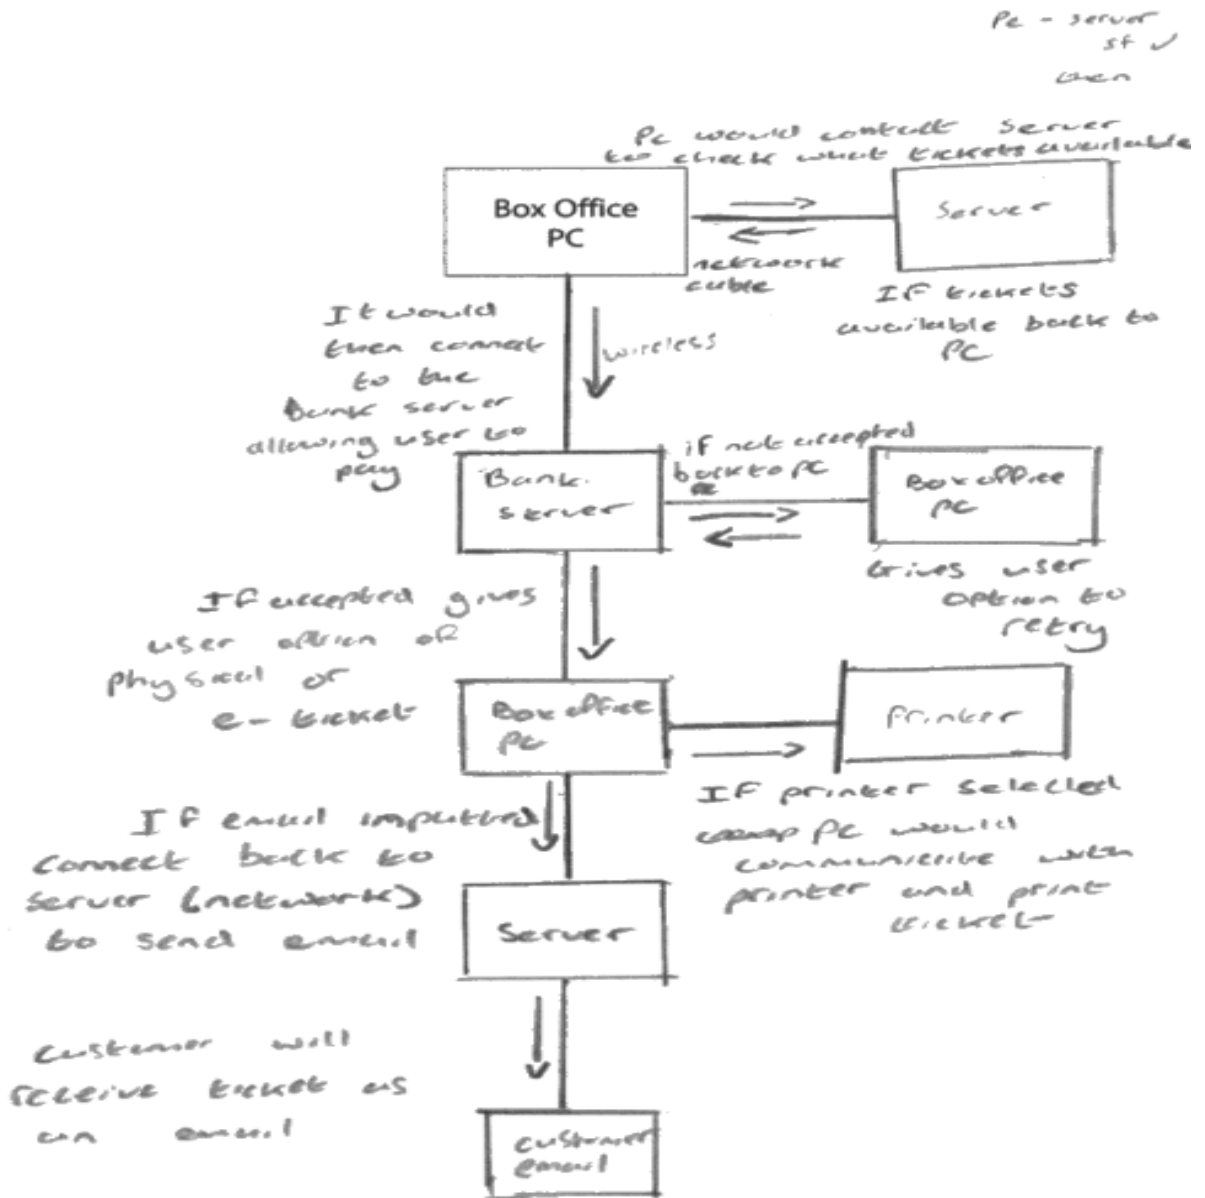 Pc - server
st ✓
then
Pc would contact server
to check what tickets available
Box Office
PC
Server
network
cable
If tickets
available back to
PC
It would
then connect
to the
Bank server
allowing user to
pay
wireless
Bank
server
if not accepted
back to PC
Box office
PC
Gives user
option to
retry
If accepted gives
user option of
physical or
e-ticket
Box office
PC
Printer
If printer selected
PC would
communicate with
printer and print
ticket
If email imputted
connect back to
server (network)
to send email
Server
customer will
receive ticket as
an email
customer
email